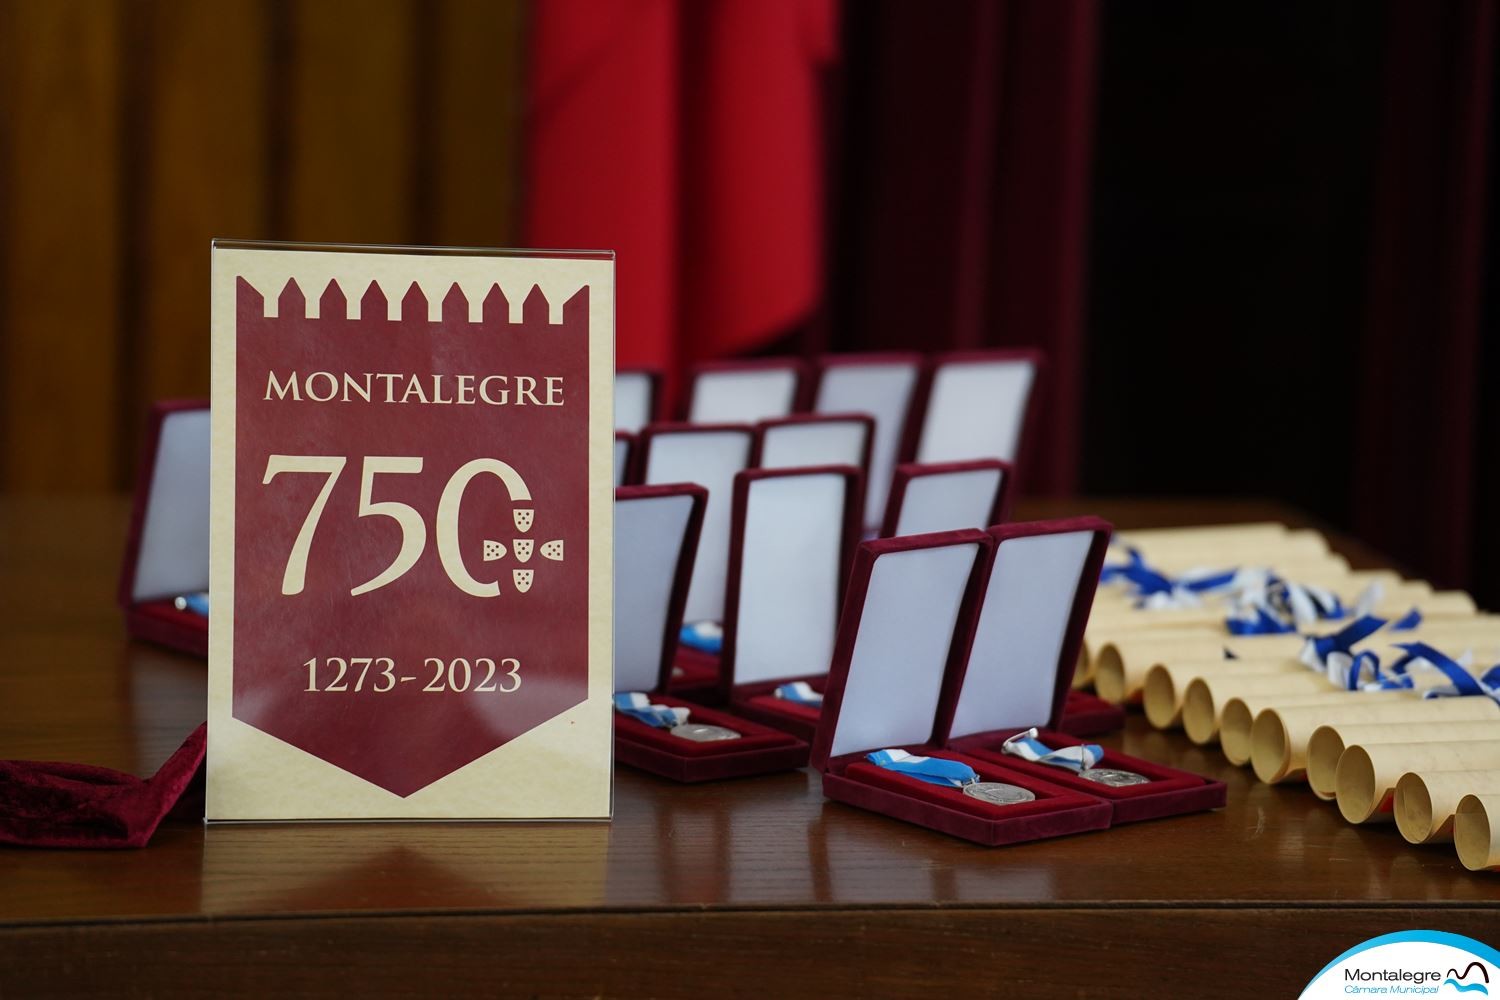 MONTALEGRE
750
1273-2023
Montalegre
Câmara Municipal